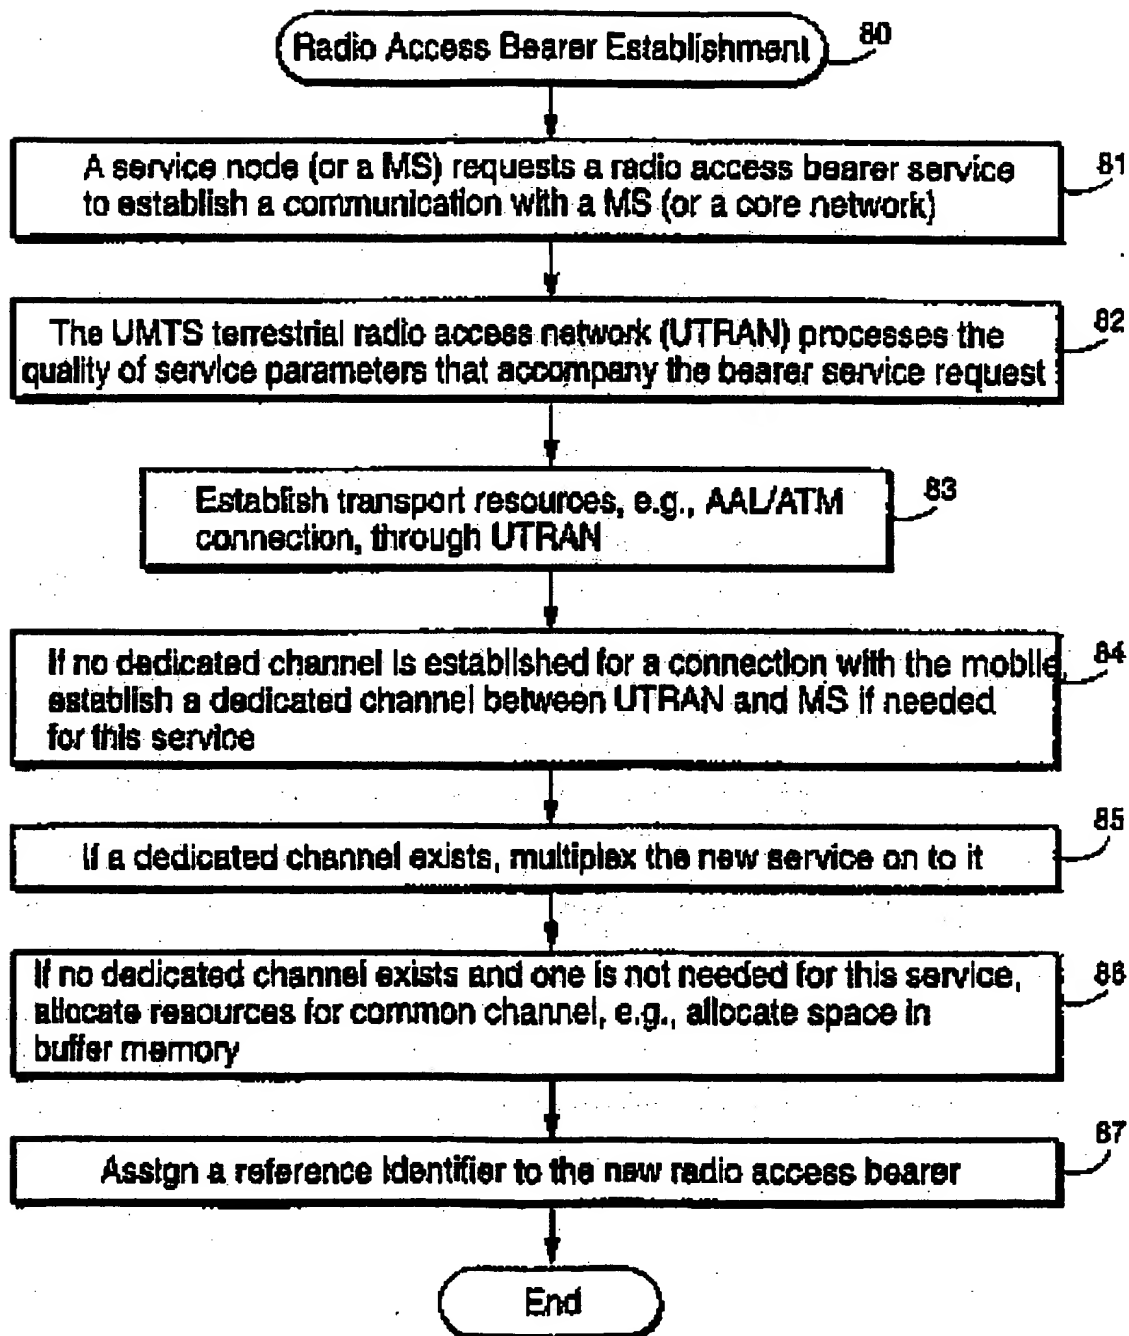 Radio Access Bearer Establishment
80
A service node (or a MS) requests a radio access bearer service
to establish a communication with a MS (or a core network)
81
The UMTS terrestrial radio access network (UTRAN) processes the
quality of service parameters that accompany the bearer service request
82
Establish transport resources, e.g., AAL/ATM
connection, through UTRAN
83
If no dedicated channel is established for a connection with the mobile,
establish a dedicated channel between UTRAN and MS if needed
for this service
84
If a dedicated channel exists, multiplex the new service on to it
85
If no dedicated channel exists and one is not needed for this service,
allocate resources for common channel, e.g., allocate space in
buffer memory
86
Assign a reference identifier to the new radio access bearer
87
End